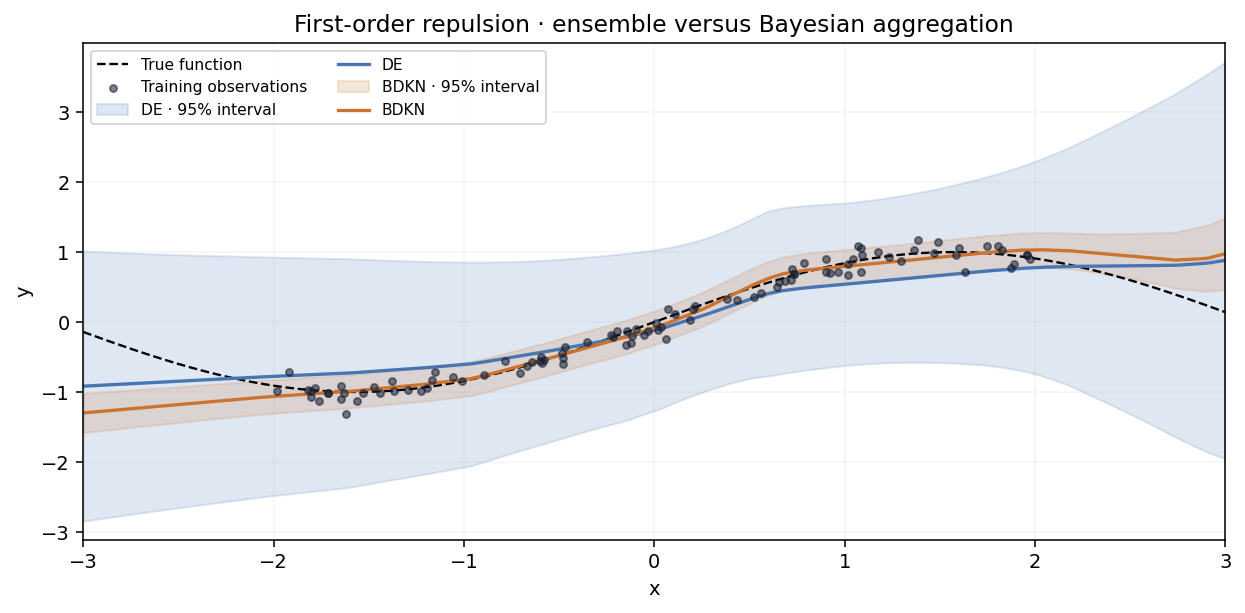 First-order repulsion · ensemble versus Bayesian aggregation
True function
Training observations
DE · 95% interval
DE
BDKN · 95% interval
BDKN
y
3
2
1
0
−1
−2
−3
−3
−2
−1
0
1
2
3
x